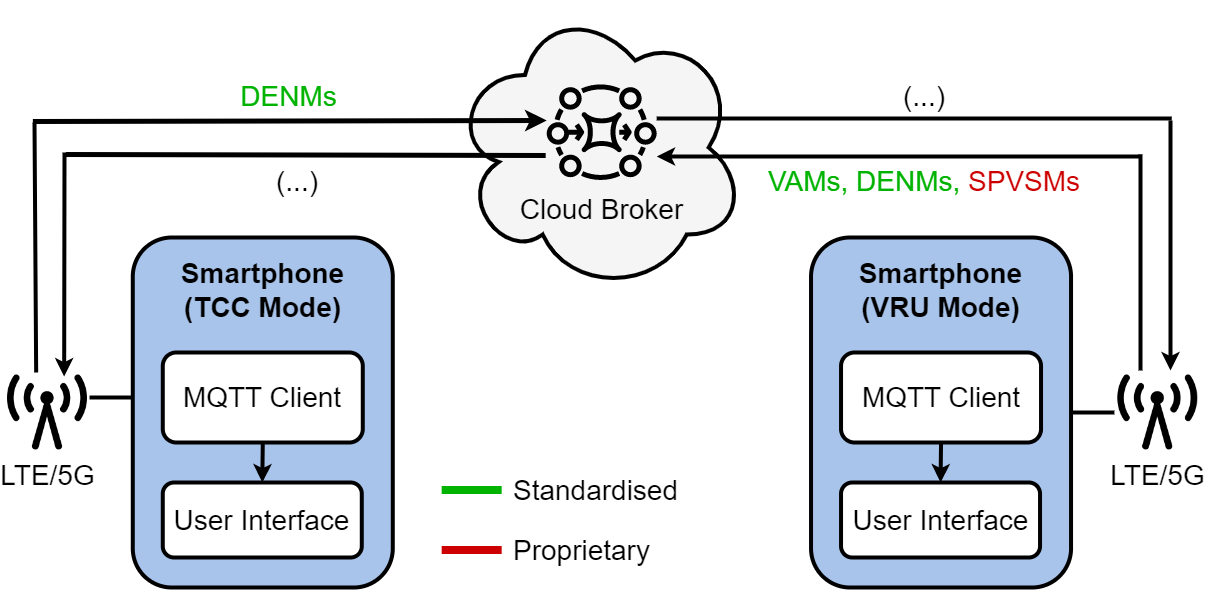 DENMs
(...)
(...)
VAMs, DENMs, SPVSMs
Cloud Broker
Smartphone
(TCC Mode)
MQTT Client
User Interface
LTE/5G
Smartphone
(VRU Mode)
MQTT Client
User Interface
LTE/5G
Standardised
Proprietary